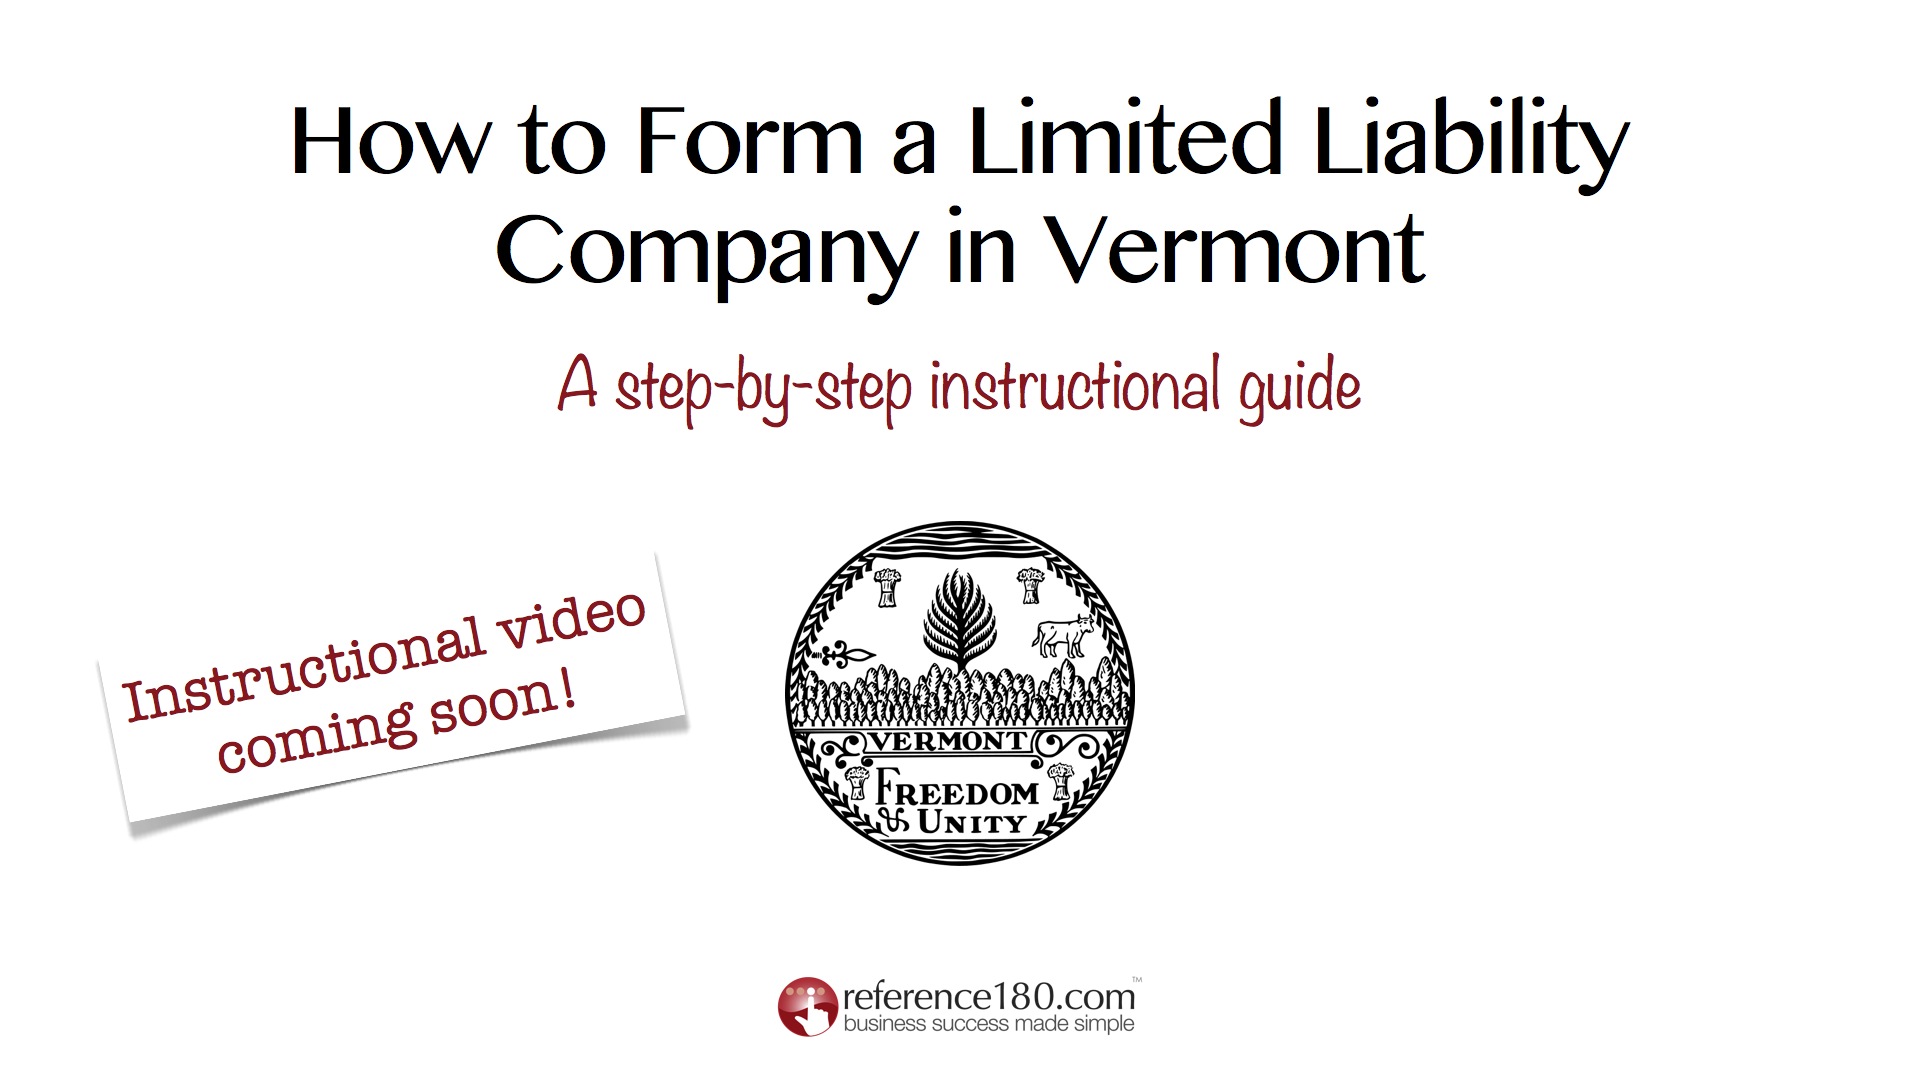 How to Form a Limited Liability
Company in Vermont
A step-by-step instructional guide
Instructional video
coming soon!
VERMONT
FREEDOM
& UNITY
reference180.com™
business success made simple